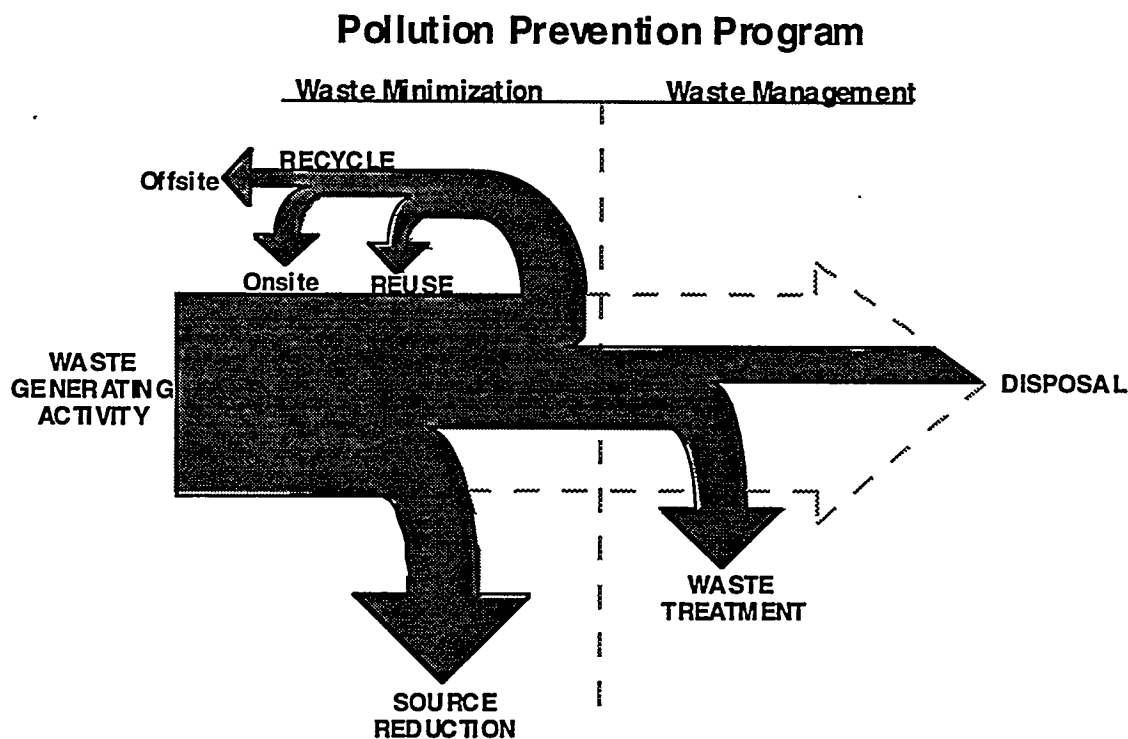 Pollution Prevention Program
Waste Minimization
Waste Management
RECYCLE
Offsite
Onsite
REUSE
WASTE
GENERATING
ACTIVITY
DISPOSAL
WASTE
TREATMENT
SOURCE
REDUCTION